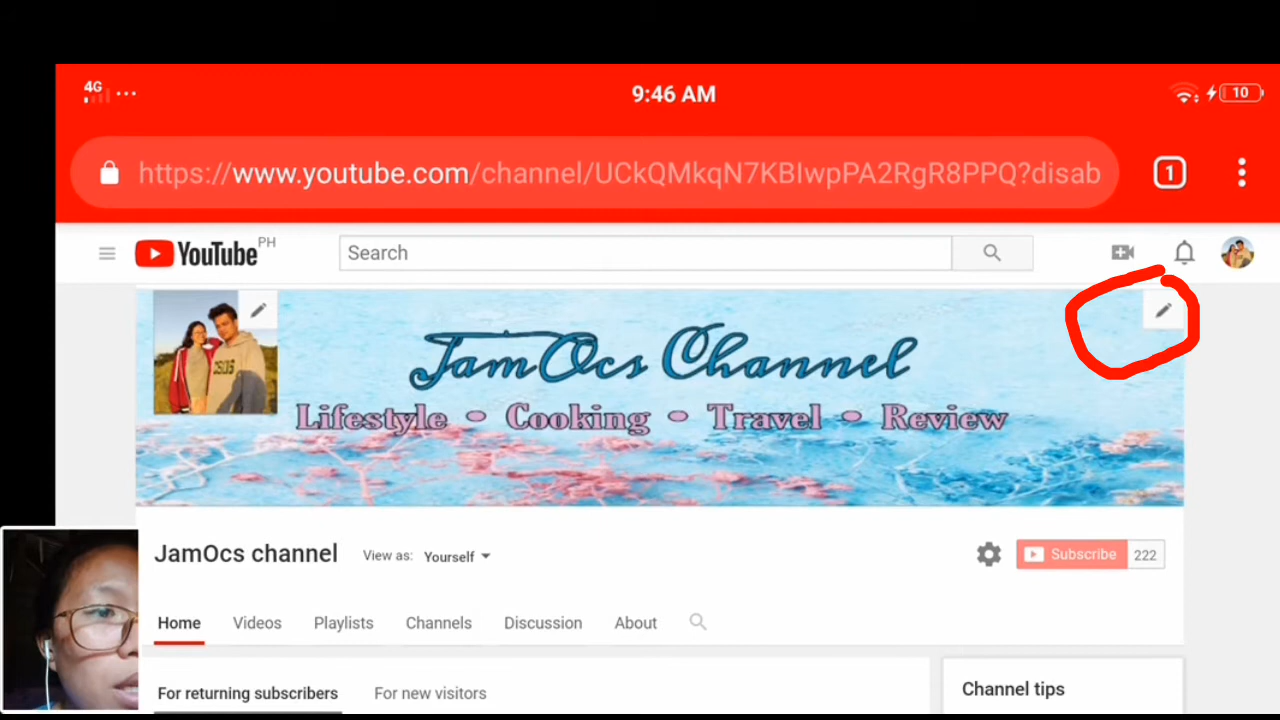 4G ... 9:46 AM 10
https://www.youtube.com/channel/UCkQMkqN7KBIwpPA2RgR8PPQ?disab 1
YouTube PH Search
JamOcs Channel
Lifestyle • Cooking • Travel • Review
JamOcs channel View as: Yourself Subscribe 222
Home Videos Playlists Channels Discussion About
For returning subscribers For new visitors Channel tips